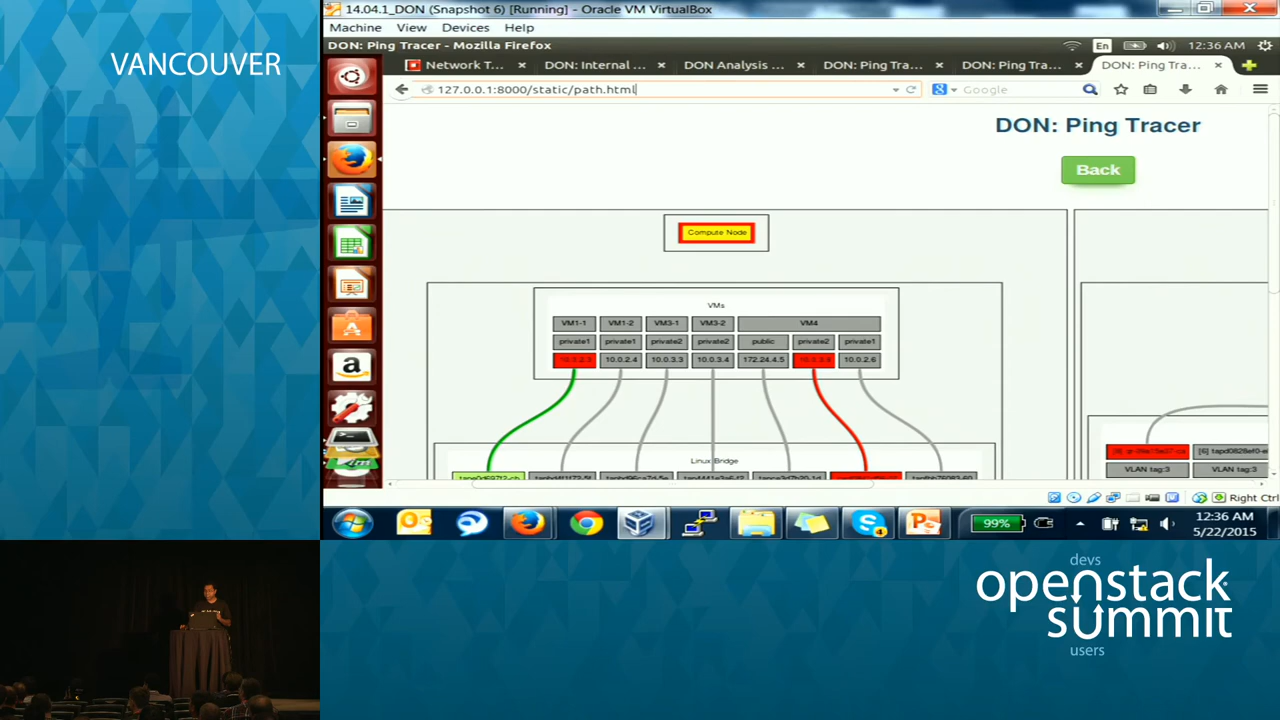 VANCOUVER
14.04.1_DON (Snapshot 6) [Running] - Oracle VM VirtualBox
Machine View Devices Help
DON: Ping Tracer - Mozilla Firefox
En
12:36 AM
Network T...
DON: Internal ...
DON Analysis ...
DON: Ping Tra...
DON: Ping Tra...
DON: Ping Tra...
127.0.0.1:8000/static/path.html
Google
DON: Ping Tracer
Back
Compute Node
VMs
VM1-1 VM1-2 VM3-1 VM3-2 VM4
private1 private1 private1 private2 public private2 private1
10.0.2.4 10.0.3.3 10.0.3.4 172.24.4.5 10.0.2.6
Linux Bridge
VLAN tag:3 VLAN tag:3
Right Ctrl
99%
12:36 AM
5/22/2015
devs
openstack
summit
users